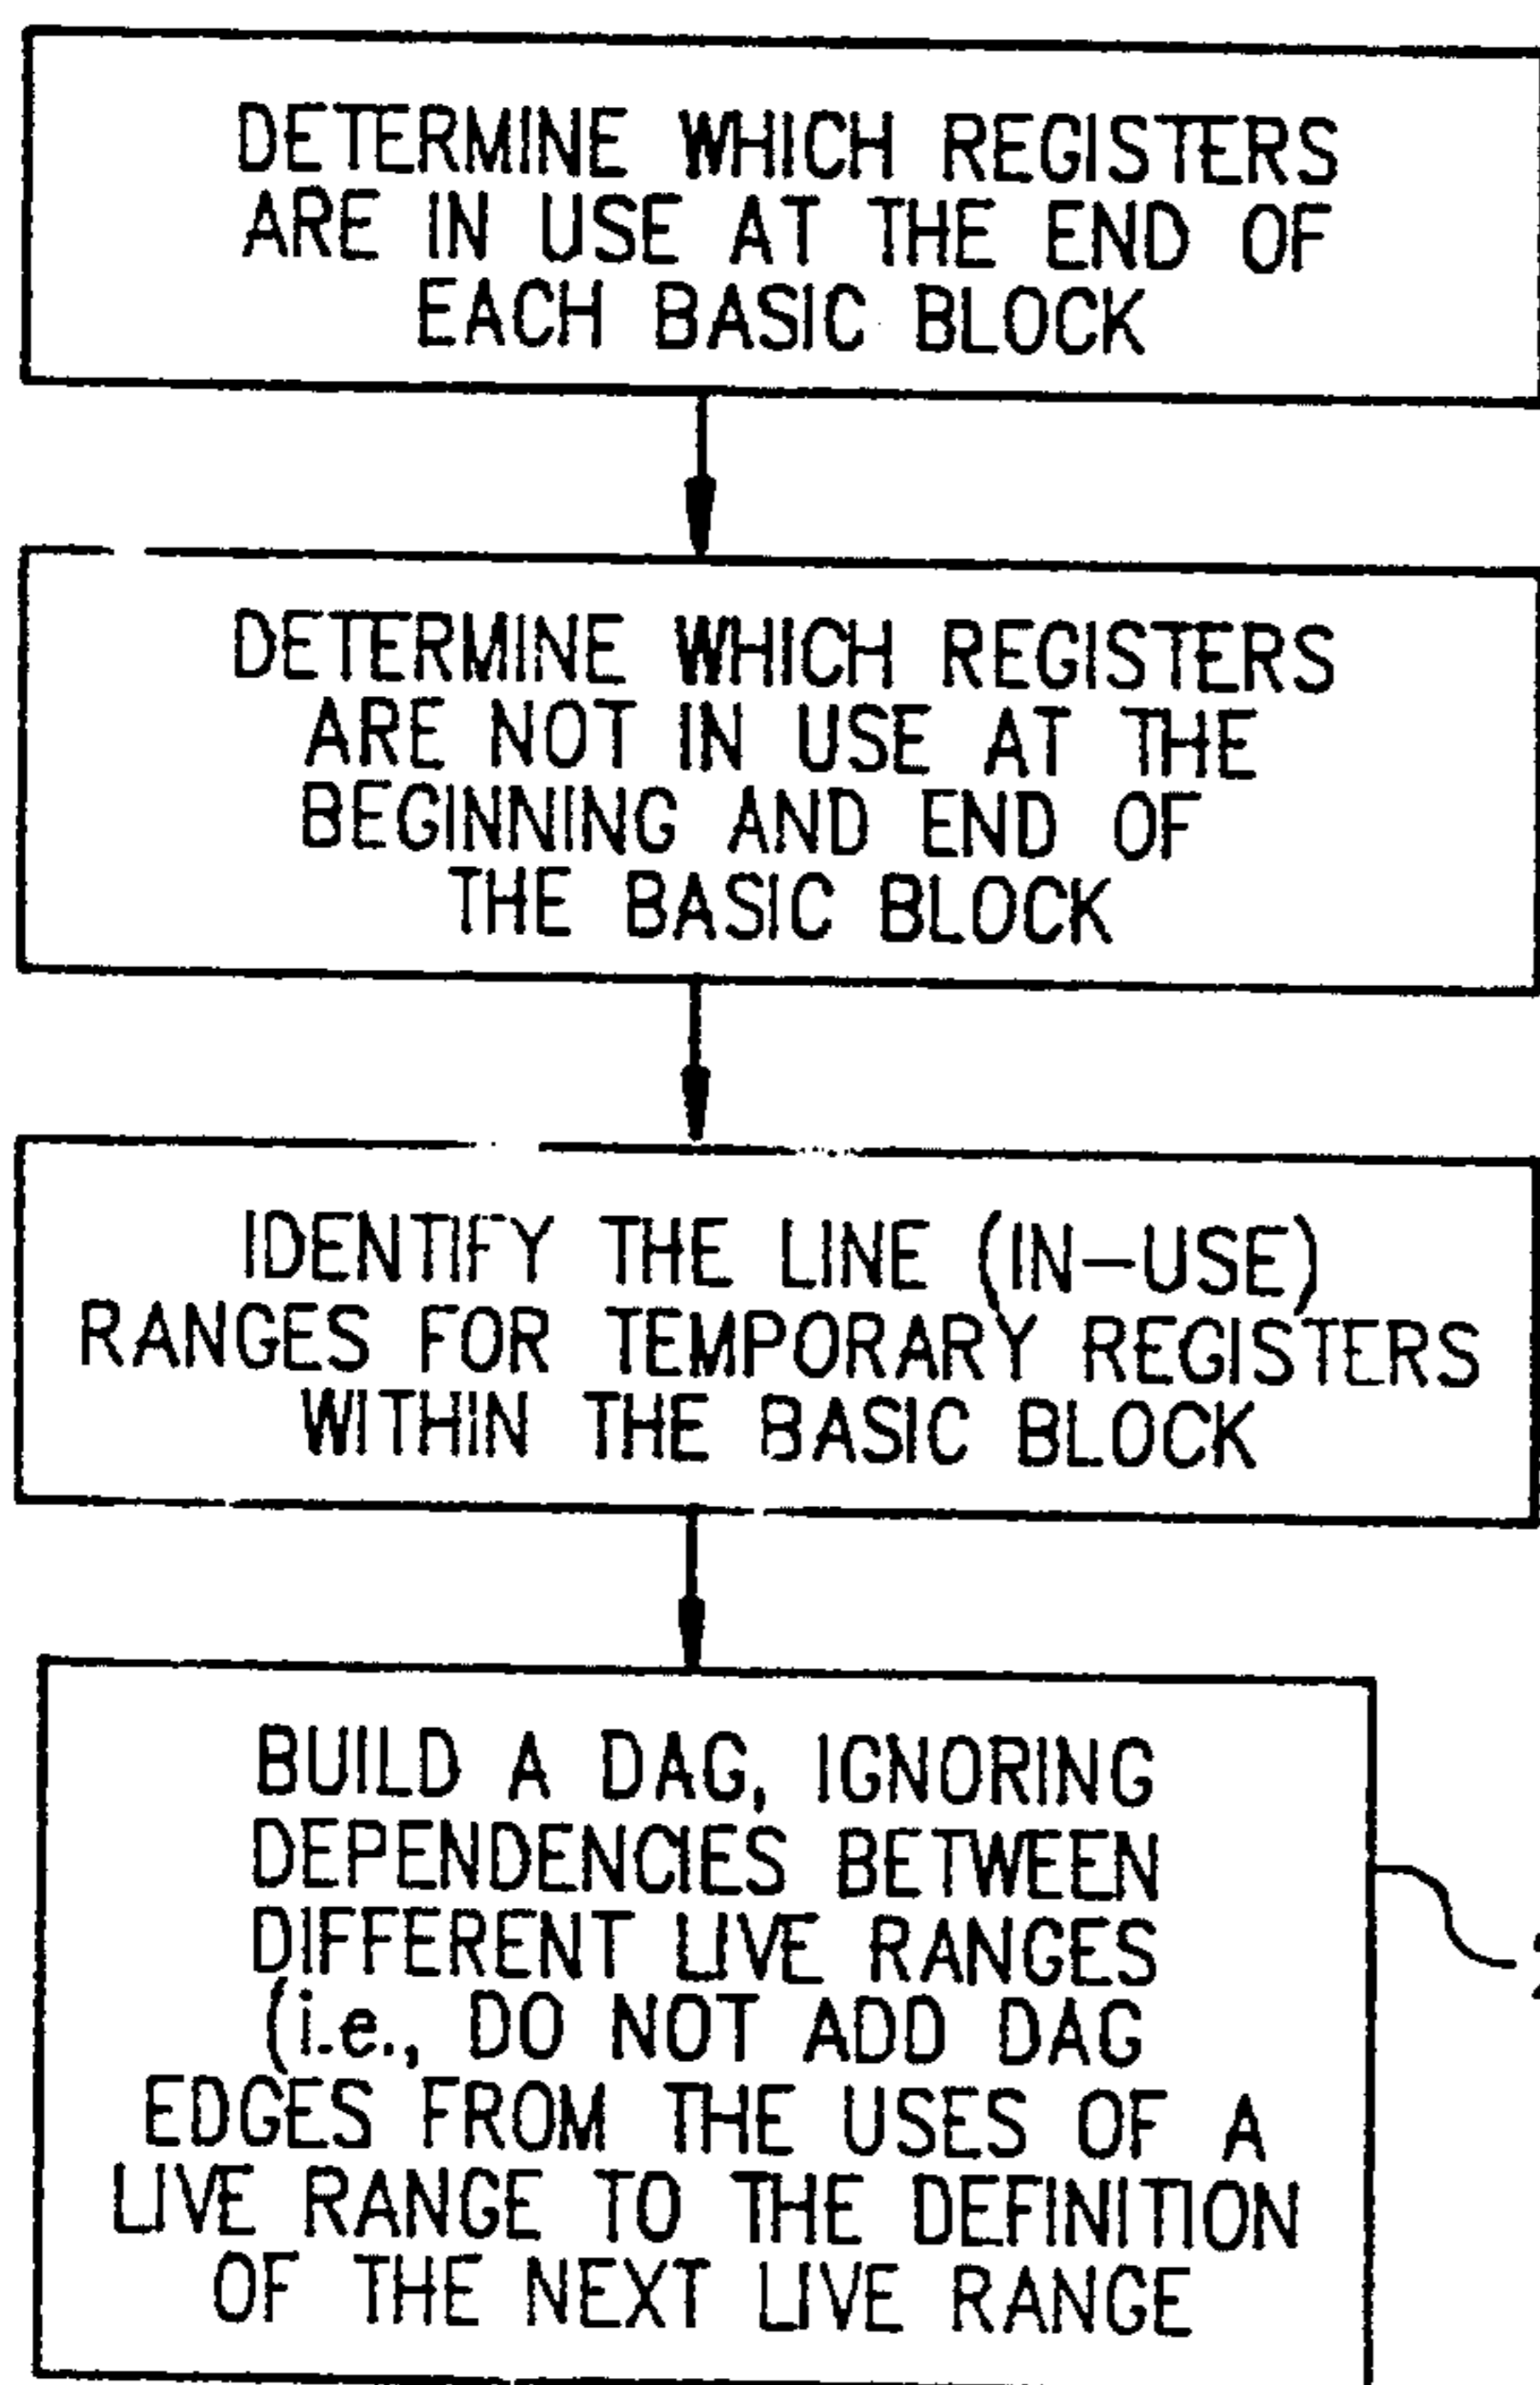 DETERMINE WHICH REGISTERS
ARE IN USE AT THE END OF
EACH BASIC BLOCK
DETERMINE WHICH REGISTERS
ARE NOT IN USE AT THE
BEGINNING AND END OF
THE BASIC BLOCK
IDENTIFY THE LINE (IN-USE)
RANGES FOR TEMPORARY REGISTERS
WITHIN THE BASIC BLOCK
BUILD A DAG, IGNORING
DEPENDENCIES BETWEEN
DIFFERENT LIVE RANGES
(i.e., DO NOT ADD DAG
EDGES FROM THE USES OF A
LIVE RANGE TO THE DEFINITION
OF THE NEXT LIVE RANGE